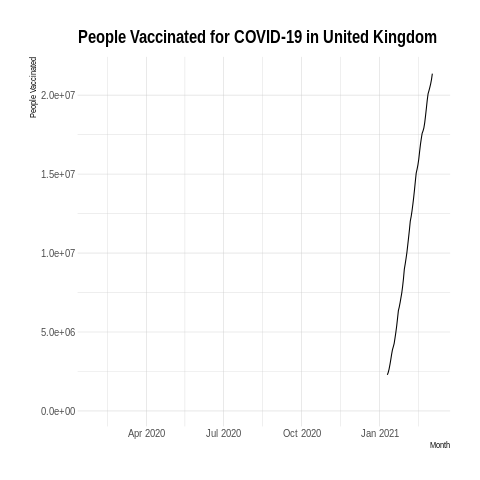 People Vaccinated for COVID-19 in United Kingdom
People Vaccinated
2.0e+07
1.5e+07
1.0e+07
5.0e+06
0.0e+00
Apr 2020
Jul 2020
Oct 2020
Jan 2021
Month